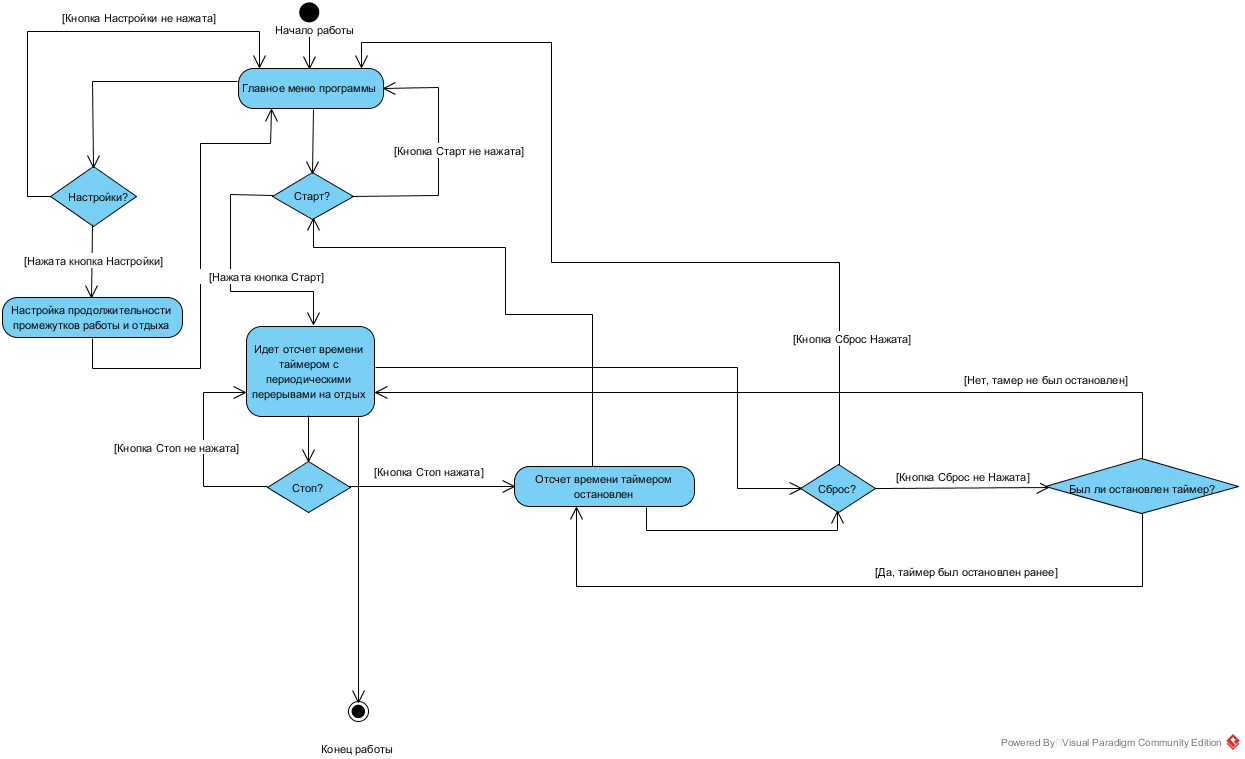 [Кнопка Настройки не нажата]
Начало работы
Главное меню программы
[Кнопка Старт не нажата]
Настройки?
Старт?
[Нажата кнопка Настройки]
[Нажата кнопка Старт]
Настройка продолжительности
промежутков работы и отдыха
Идет отсчет времени
таймером с
периодическими
перерывами на отдых
[Кнопка Сброс Нажата]
[Нет, тамер не был остановлен]
[Кнопка Стоп не нажата]
[Кнопка Стоп нажата]
Стоп?
Отсчет времени таймером
остановлен
Сброс?
[Кнопка Сброс не Нажата]
Был ли остановлен таймер?
[Да, таймер был остановлен ранее]
Конец работы
Powered By Visual Paradigm Community Edition